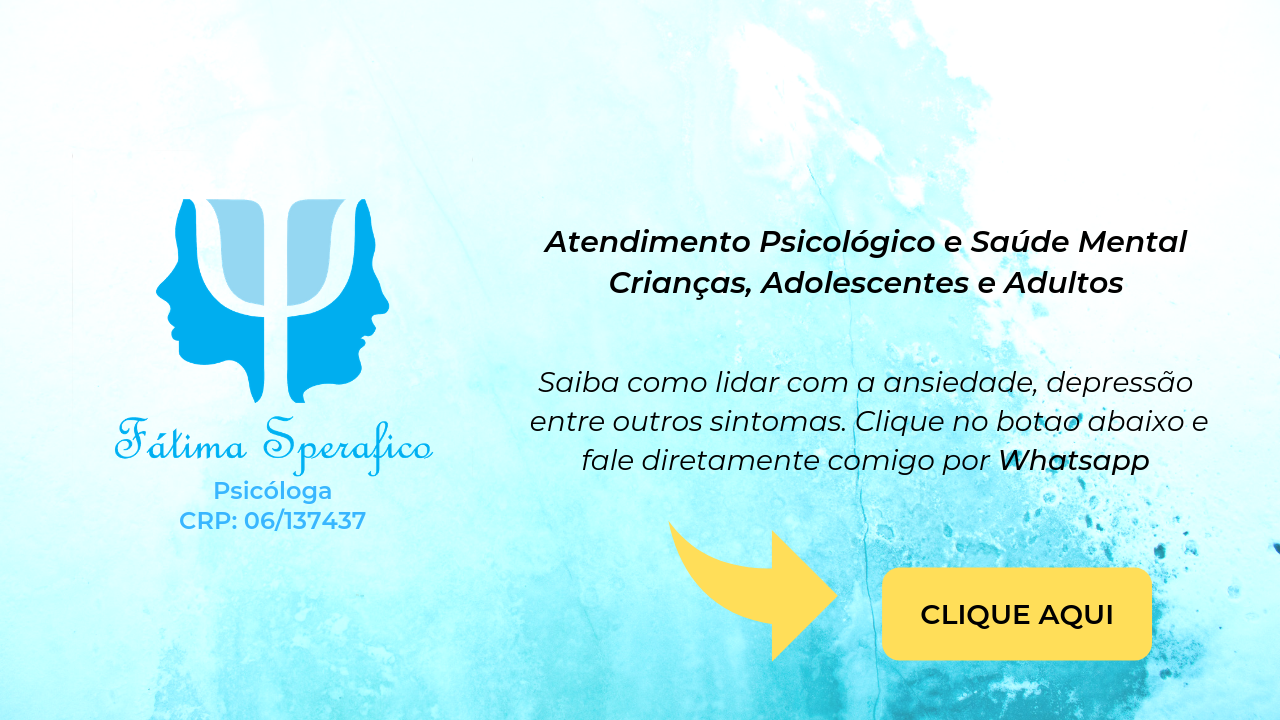 Fátima Sperafico
Psicóloga
CRP: 06/137437
Atendimento Psicológico e Saúde Mental
Crianças, Adolescentes e Adultos
Saiba como lidar com a ansiedade, depressão
entre outros sintomas. Clique no botao abaixo e
fale diretamente comigo por Whatsapp
CLIQUE AQUI